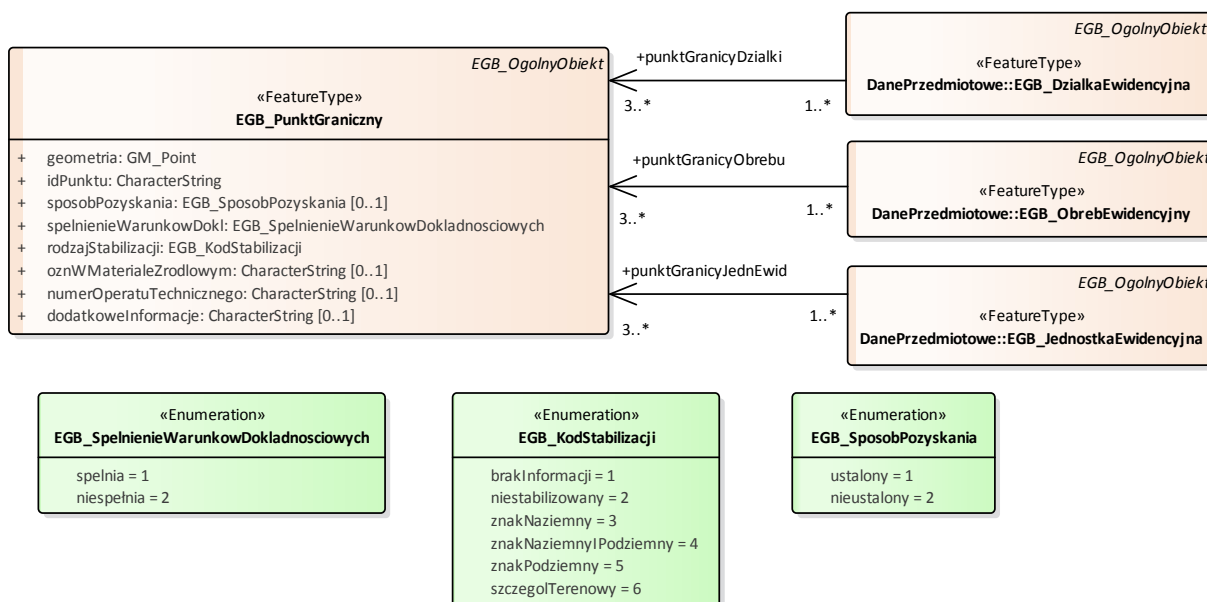 EGB_OgolnyObiekt
«FeatureType»
EGB_PunktGraniczny
+ geometria: GM_Point
+ idPunktu: CharacterString
+ sposobPozyskania: EGB_SposobPozyskania [0..1]
+ spelnienieWarunkowDokl: EGB_SpelnienieWarunkowDokladnosciowych
+ rodzajStabilizacji: EGB_KodStabilizacji
+ oznWMaterialeZrodlowym: CharacterString [0..1]
+ numerOperatuTechnicznego: CharacterString [0..1]
+ dodatkoweInformacje: CharacterString [0..1]
+punktGranicyDzialki
3..*
1..*
EGB_OgolnyObiekt
«FeatureType»
DanePrzedmiotowe::EGB_DzialkaEwidencyjna
+punktGranicyObrebu
3..*
1..*
EGB_OgolnyObiekt
«FeatureType»
DanePrzedmiotowe::EGB_ObrebEwidencyjny
+punktGranicyJednEwid
3..*
1..*
EGB_OgolnyObiekt
«FeatureType»
DanePrzedmiotowe::EGB_JednostkaEwidencyjna
«Enumeration»
EGB_SpelnienieWarunkowDokladnosciowych
spelnia = 1
niespełnia = 2
«Enumeration»
EGB_KodStabilizacji
brakInformacji = 1
niestabilizowany = 2
znakNaziemny = 3
znakNaziemnyIPodziemny = 4
znakPodziemny = 5
szczegolTerenowy = 6
«Enumeration»
EGB_SposobPozyskania
ustalony = 1
nieustalony = 2